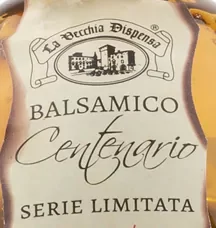 La Vecchia Dispensa ®
BALSAMICO
Centenario
SERIE LIMITATA